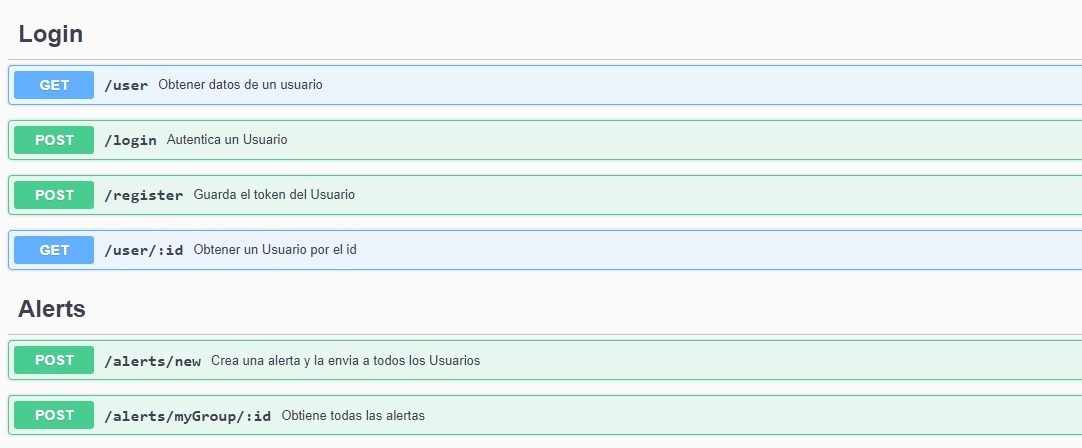 Login
GET /user Obtener datos de un usuario
POST /login Autentica un Usuario
POST /register Guarda el token del Usuario
GET /user/:id Obtener un Usuario por el id
Alerts
POST /alerts/new Crea una alerta y la envia a todos los Usuarios
POST /alerts/myGroup/:id Obtiene todas las alertas